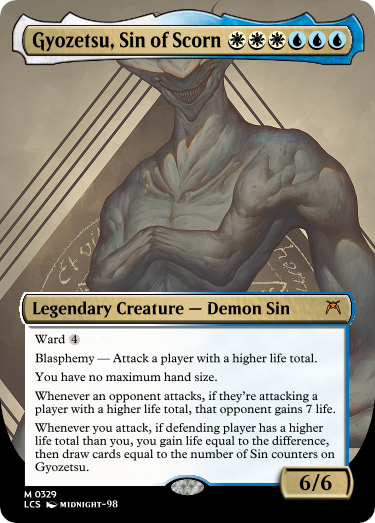 Gyozetsu, Sin of Scorn
Legendary Creature — Demon Sin
Ward 4
Blasphemy — Attack a player with a higher life total.
You have no maximum hand size.
Whenever an opponent attacks, if they're attacking a
player with a higher life total, that opponent gains 7 life.
Whenever you attack, if defending player has a
higher life total than you, you gain life equal to the difference,
then draw cards equal to the number of Sin counters on
Gyozetsu.
6/6
M 0329
LCS MIDNIGHT-98